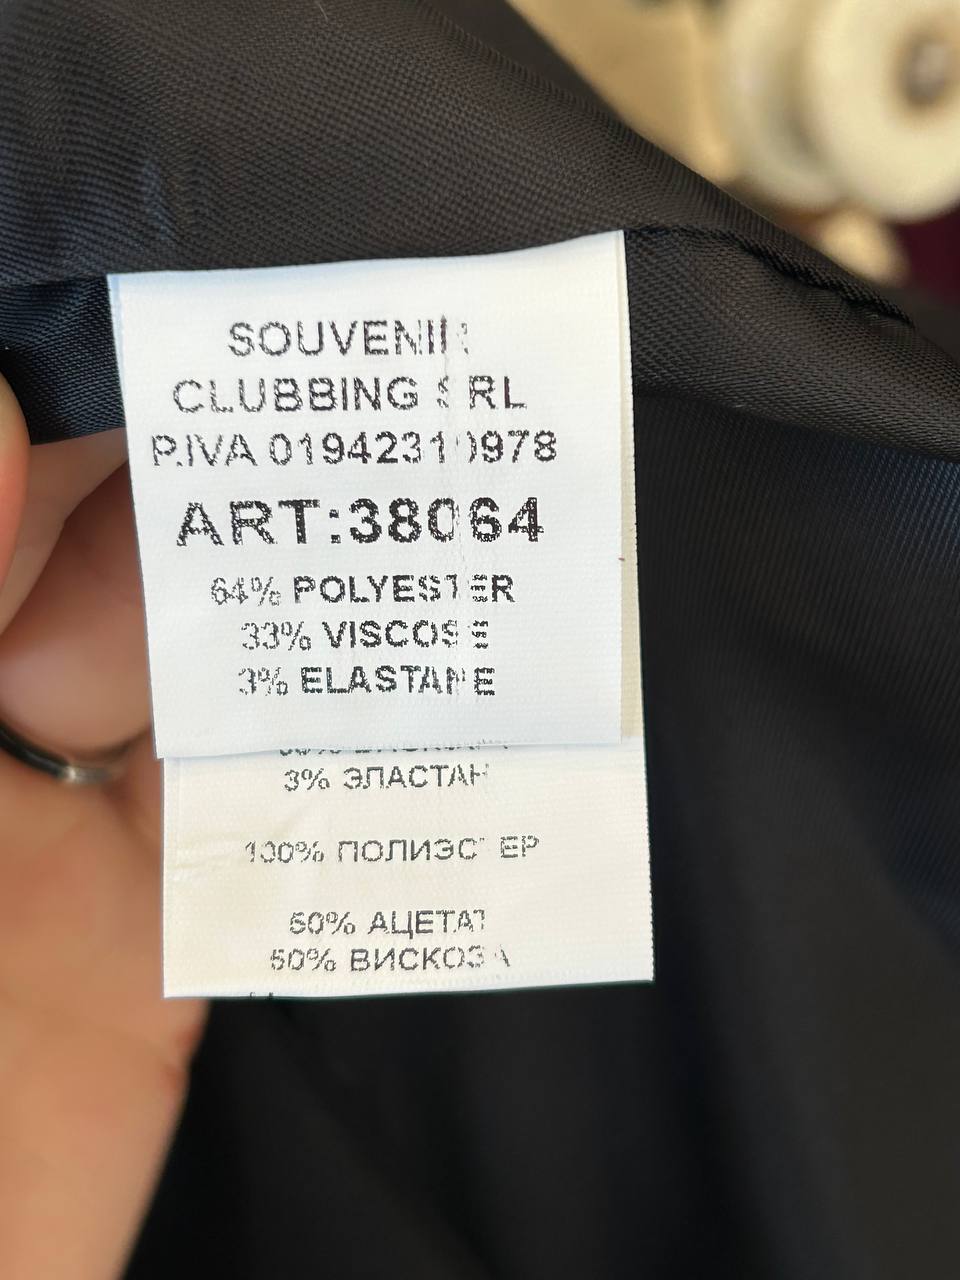 SOUVENIR
CLUBBING SRL
P.IVA 01942310978
ART:38064
64% POLYESTER
33% VISCOSE
3% ELASTANE
3% ЭЛАСТАН
100% ПОЛИЭСТЕР
50% АЦЕТАТ
50% ВИСКОЗА